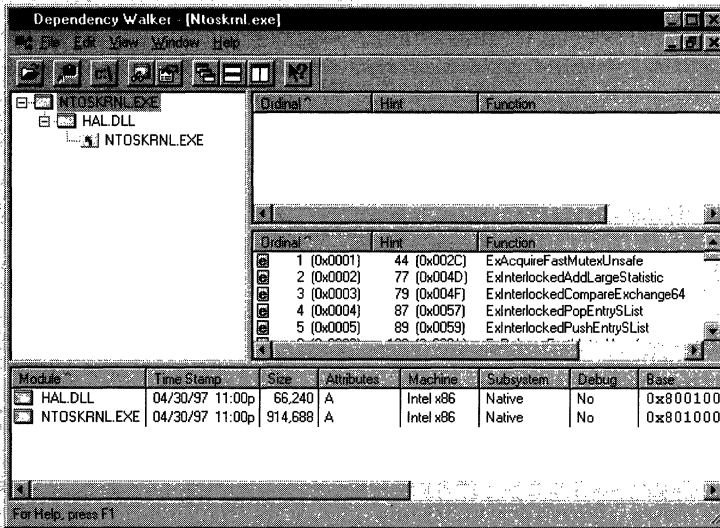 Dependency Walker - [Ntoskrnl.exe]
File Edit View Window Help
c:\
NTOSKRNL.EXE
HAL.DLL
NTOSKRNL.EXE
Ordinal ^ Hint Function
Ordinal ^ Hint Function
1 (0x0001) 44 (0x002C) ExAcquireFastMutexUnsafe
2 (0x0002) 77 (0x004D) ExInterlockedAddLargeStatistic
3 (0x0003) 79 (0x004F) ExInterlockedCompareExchange64
4 (0x0004) 87 (0x0057) ExInterlockedPopEntrySList
5 (0x0005) 89 (0x0059) ExInterlockedPushEntrySList
Module ^ Time Stamp Size Attributes Machine Subsystem Debug Base
HAL.DLL 04/30/97 11:00p 66,240 A Intel x86 Native No 0x800100
NTOSKRNL.EXE 04/30/97 11:00p 914,688 A Intel x86 Native No 0x801000
For Help, press F1